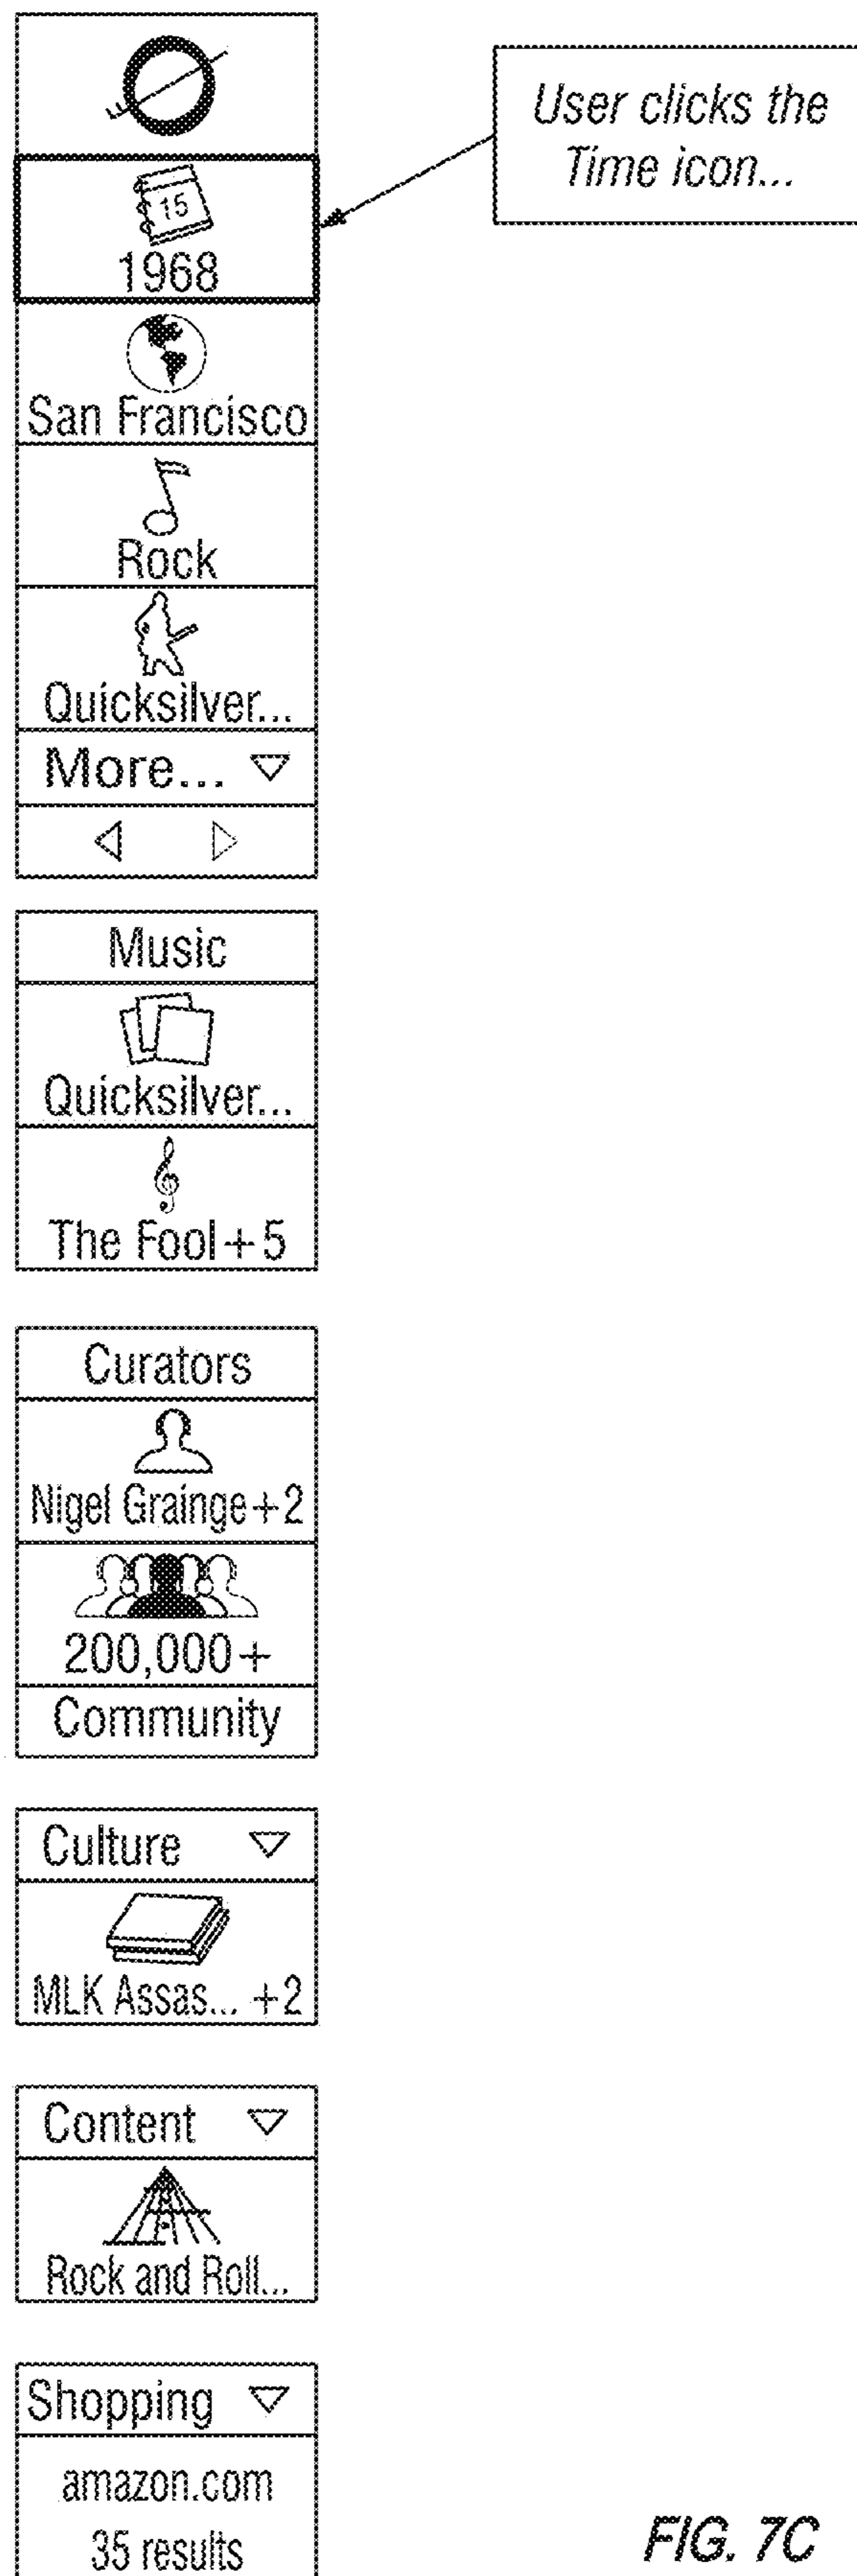 User clicks the
Time icon...
15
1968
San Francisco
Rock
Quicksilver...
More...
Music
Quicksilver...
The Fool+5
Curators
Nigel Grainge+2
200,000+
Community
Culture
MLK Assas... +2
Content
Rock and Roll...
Shopping
amazon.com
35 results
FIG. 7C